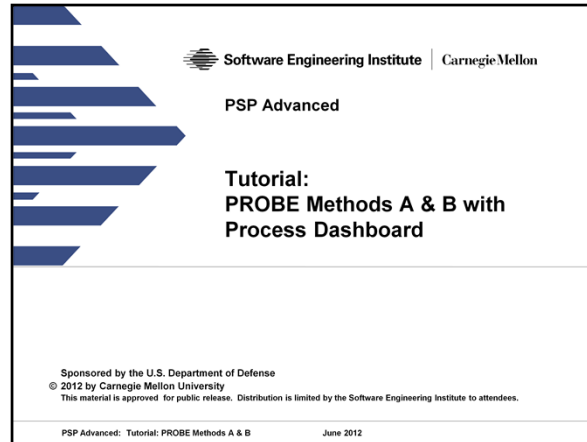 Software Engineering Institute | Carnegie Mellon
PSP Advanced
Tutorial:
PROBE Methods A & B with
Process Dashboard
Sponsored by the U.S. Department of Defense
© 2012 by Carnegie Mellon University
This material is approved for public release. Distribution is limited by the Software Engineering Institute to attendees.
PSP Advanced: Tutorial: PROBE Methods A & B June 2012